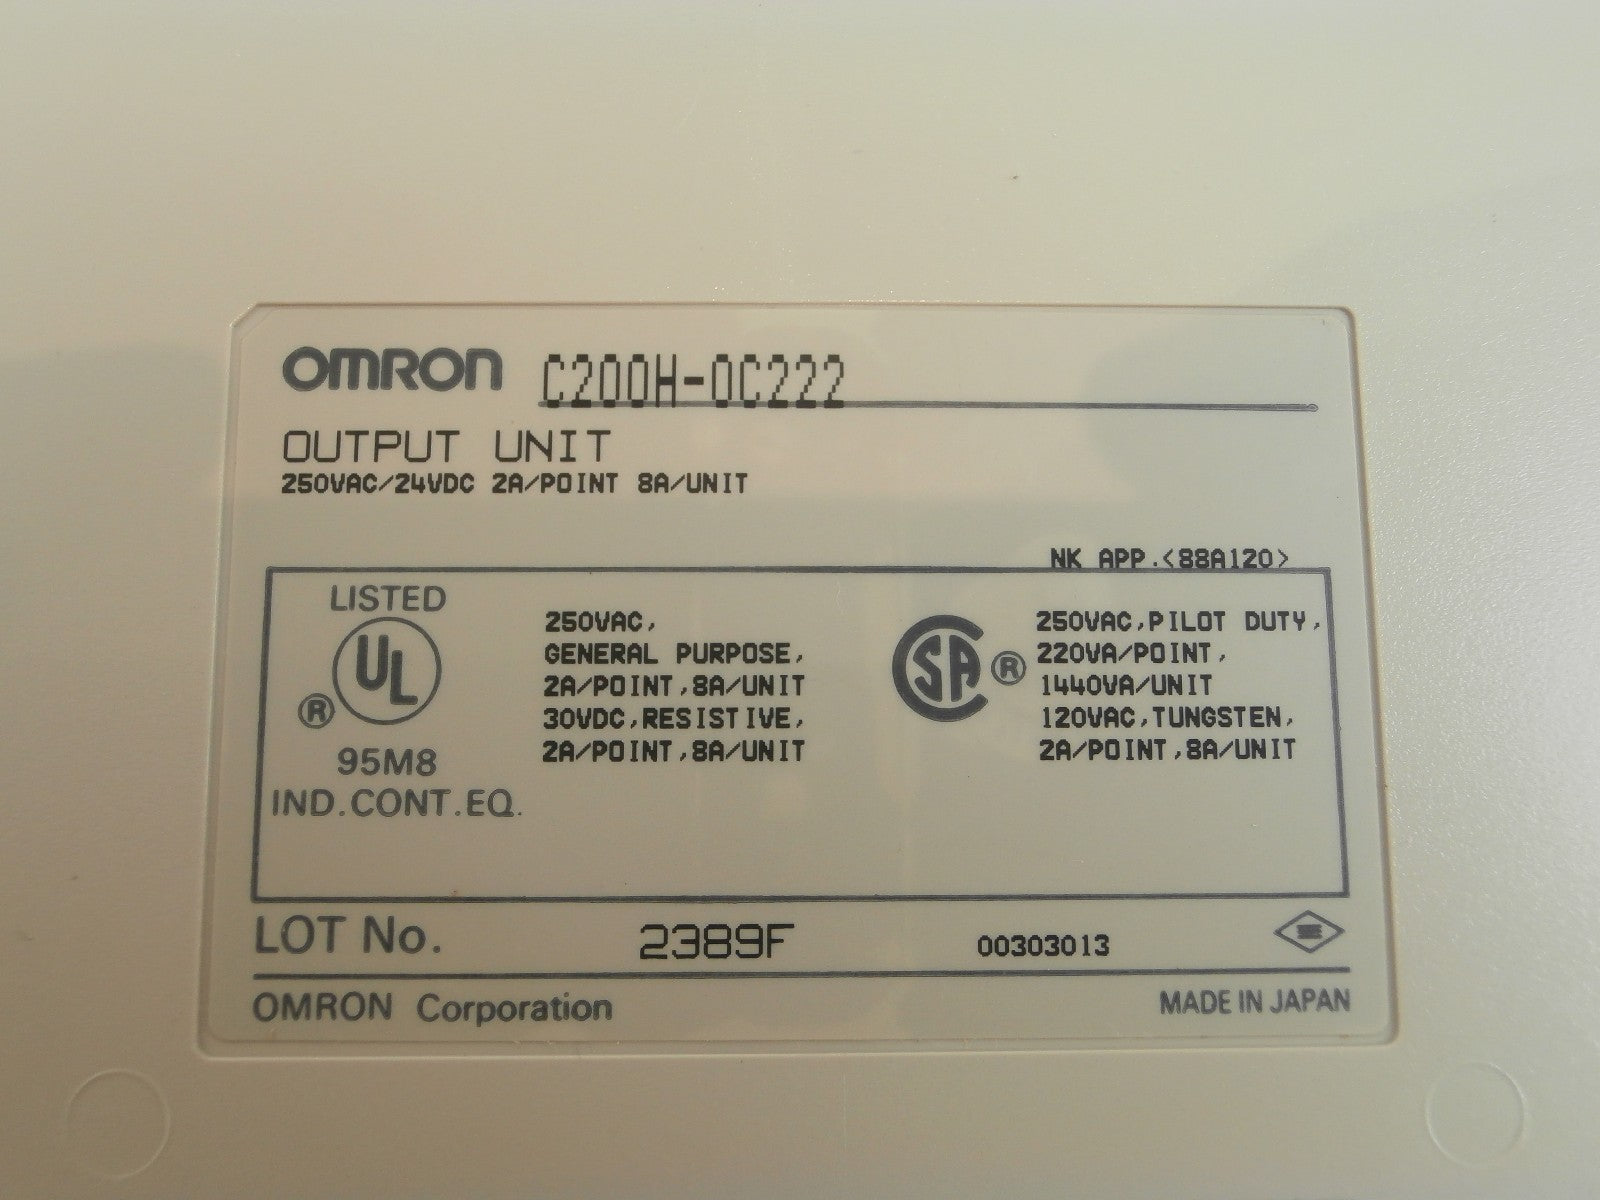 OMRON C200H-OC222
OUTPUT UNIT
250VAC/24VDC 2A/POINT 8A/UNIT
NK APP.<88A120>
LISTED
UL
®
95M8
IND.CONT.EQ.
250VAC,
GENERAL PURPOSE,
2A/POINT,8A/UNIT
30VDC,RESISTIVE,
2A/POINT,8A/UNIT
CSA ®
250VAC,PILOT DUTY,
220VA/POINT,
1440VA/UNIT
120VAC,TUNGSTEN,
2A/POINT,8A/UNIT
LOT No. 2389F 00303013
OMRON Corporation MADE IN JAPAN